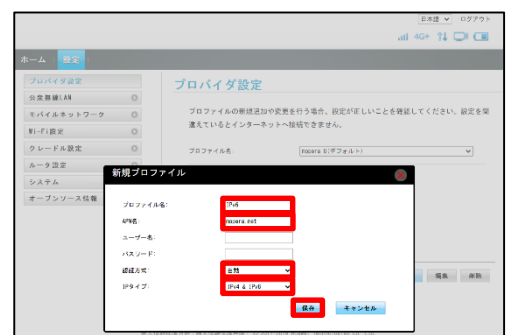 日本語 ログアウト
4G+
ホーム 設定
プロバイダ設定
公衆無線LAN
モバイルネットワーク
Wi-Fi設定
クレードル設定
ルータ設定
システム
オープンソース情報
プロバイダ設定
プロファイルの新規追加や変更を行う場合、設定が正しいことを確認してください。設定を間
違えているとインターネットへ接続できません。
プロファイル名: mopera U(デフォルト)
新規プロファイル
プロファイル名: IPv6
APN名 mopera.net
ユーザー名:
パスワード:
認証方式: 自動
IPタイプ: IPv4 & IPv6
保存 キャンセル
編集 削除